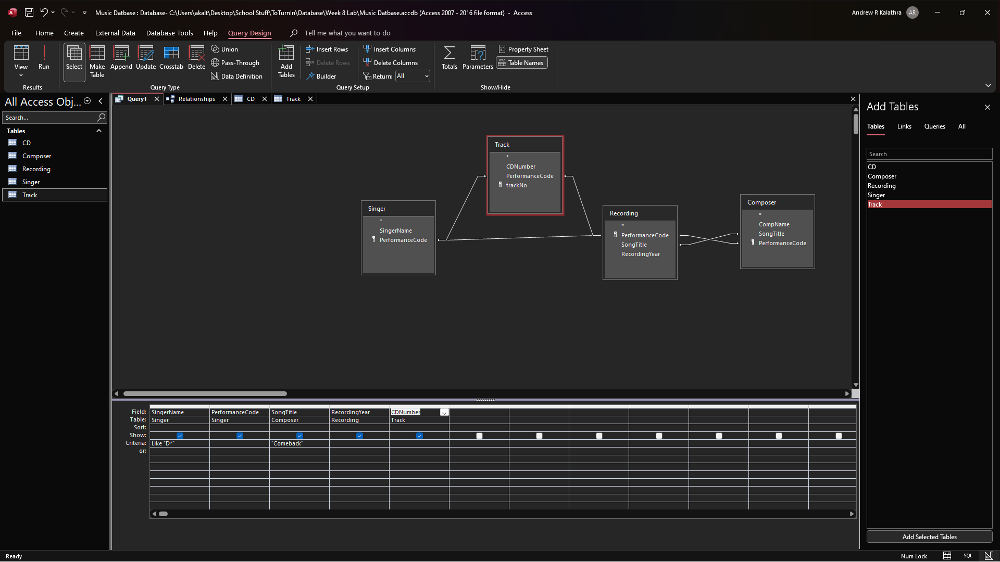 Music Datbase : Database- C:\Users\akalt\Desktop\School Stuff\ToTurnIn\Database\Week 8 Lab\Music Datbase.accdb (Access 2007 - 2016 file format) - Access
Andrew R Kalathra
AR
File Home Create External Data Database Tools Help Query Design Tell me what you want to do
View
Run
Results
Select
Make Table
Append
Update
Crosstab
Delete
Union
Pass-Through
Data Definition
Query Type
Add Tables
Insert Rows
Delete Rows
Builder
Insert Columns
Delete Columns
Return: All
Query Setup
Totals
Parameters
Property Sheet
Table Names
Show/Hide
All Access Obj...
Search...
Tables
CD
Composer
Recording
Singer
Track
Query1
Relationships
CD
Track
Track
*
CDNumber
PerformanceCode
trackNo
Singer
*
SingerName
PerformanceCode
Recording
*
PerformanceCode
SongTitle
RecordingYear
Composer
*
CompName
SongTitle
PerformanceCode
Field: SingerName PerformanceCode SongTitle RecordingYear CDNumber
Table: Singer Singer Composer Recording Track
Sort:
Show:
Criteria: Like "D*" "Comeback"
or:
Add Tables
Tables Links Queries All
Search
CD
Composer
Recording
Singer
Track
Add Selected Tables
Ready
Num Lock
SQL